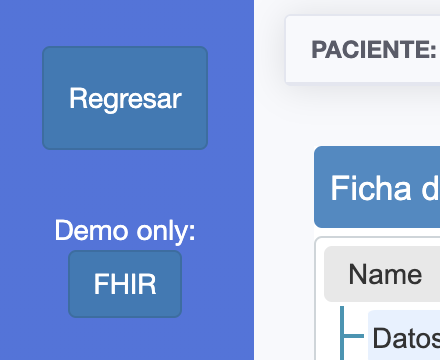 Regresar
Demo only:
FHIR
PACIENTE:
Ficha
Name
Datos